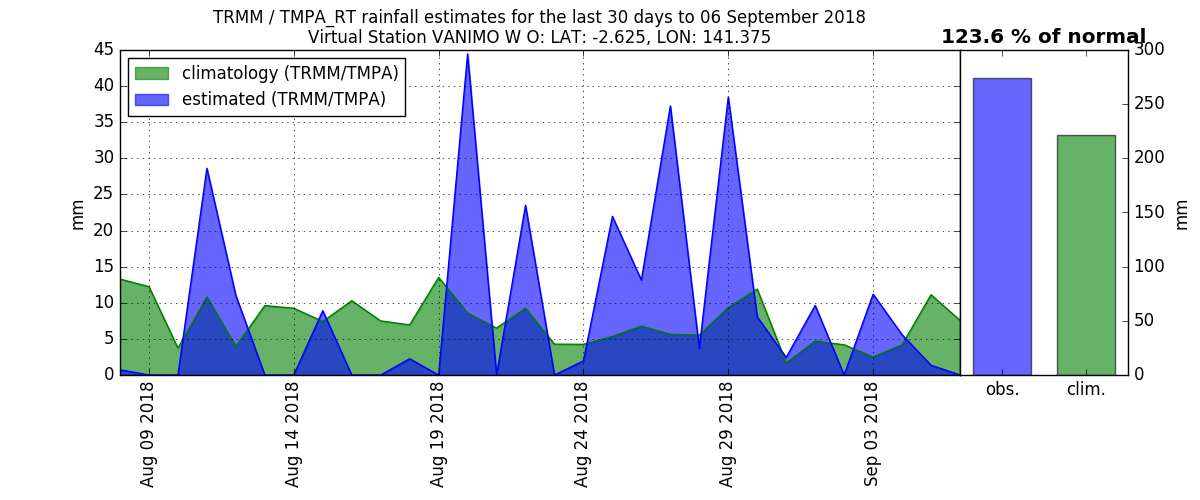 TRMM / TMPA_RT rainfall estimates for the last 30 days to 06 September 2018
Virtual Station VANIMO W O: LAT: -2.625, LON: 141.375
123.6 % of normal
climatology (TRMM/TMPA)
estimated (TRMM/TMPA)
mm
45
40
35
30
25
20
15
10
5
0
Aug 09 2018
Aug 14 2018
Aug 19 2018
Aug 24 2018
Aug 29 2018
Sep 03 2018
obs.
clim.
300
250
200
150
100
50
0
mm